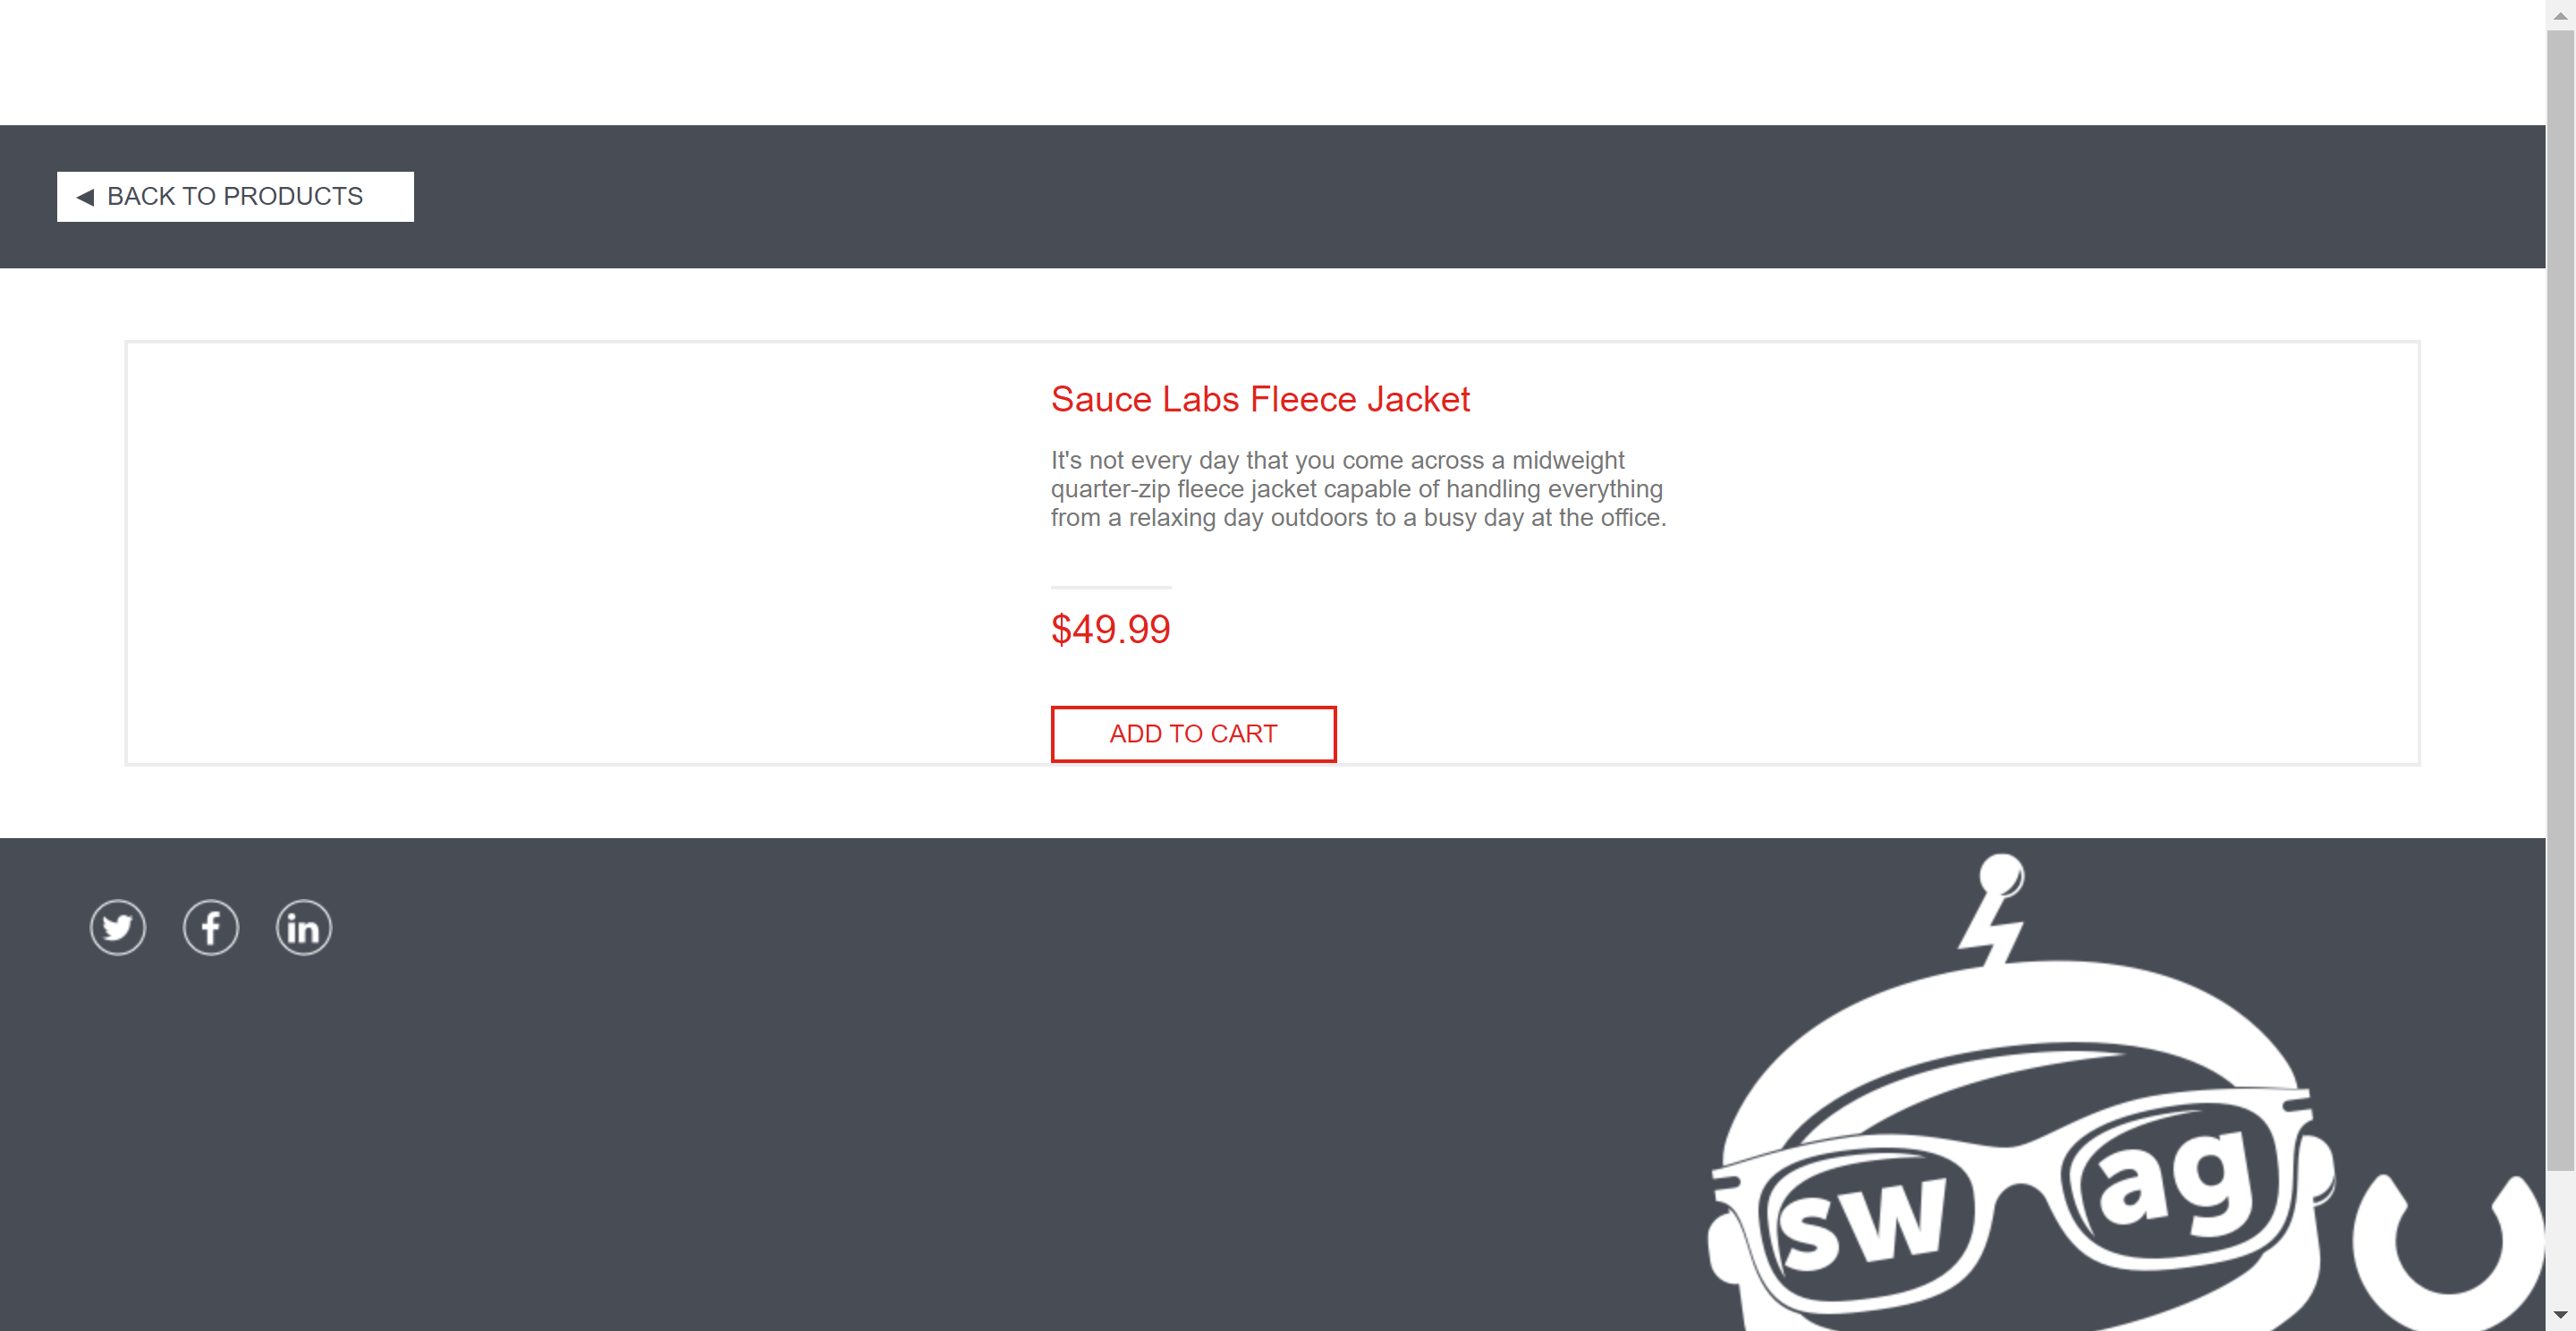 BACK TO PRODUCTS
Sauce Labs Fleece Jacket
It's not every day that you come across a midweight
quarter-zip fleece jacket capable of handling everything
from a relaxing day outdoors to a busy day at the office.
$49.99
ADD TO CART
f
in
sw ag